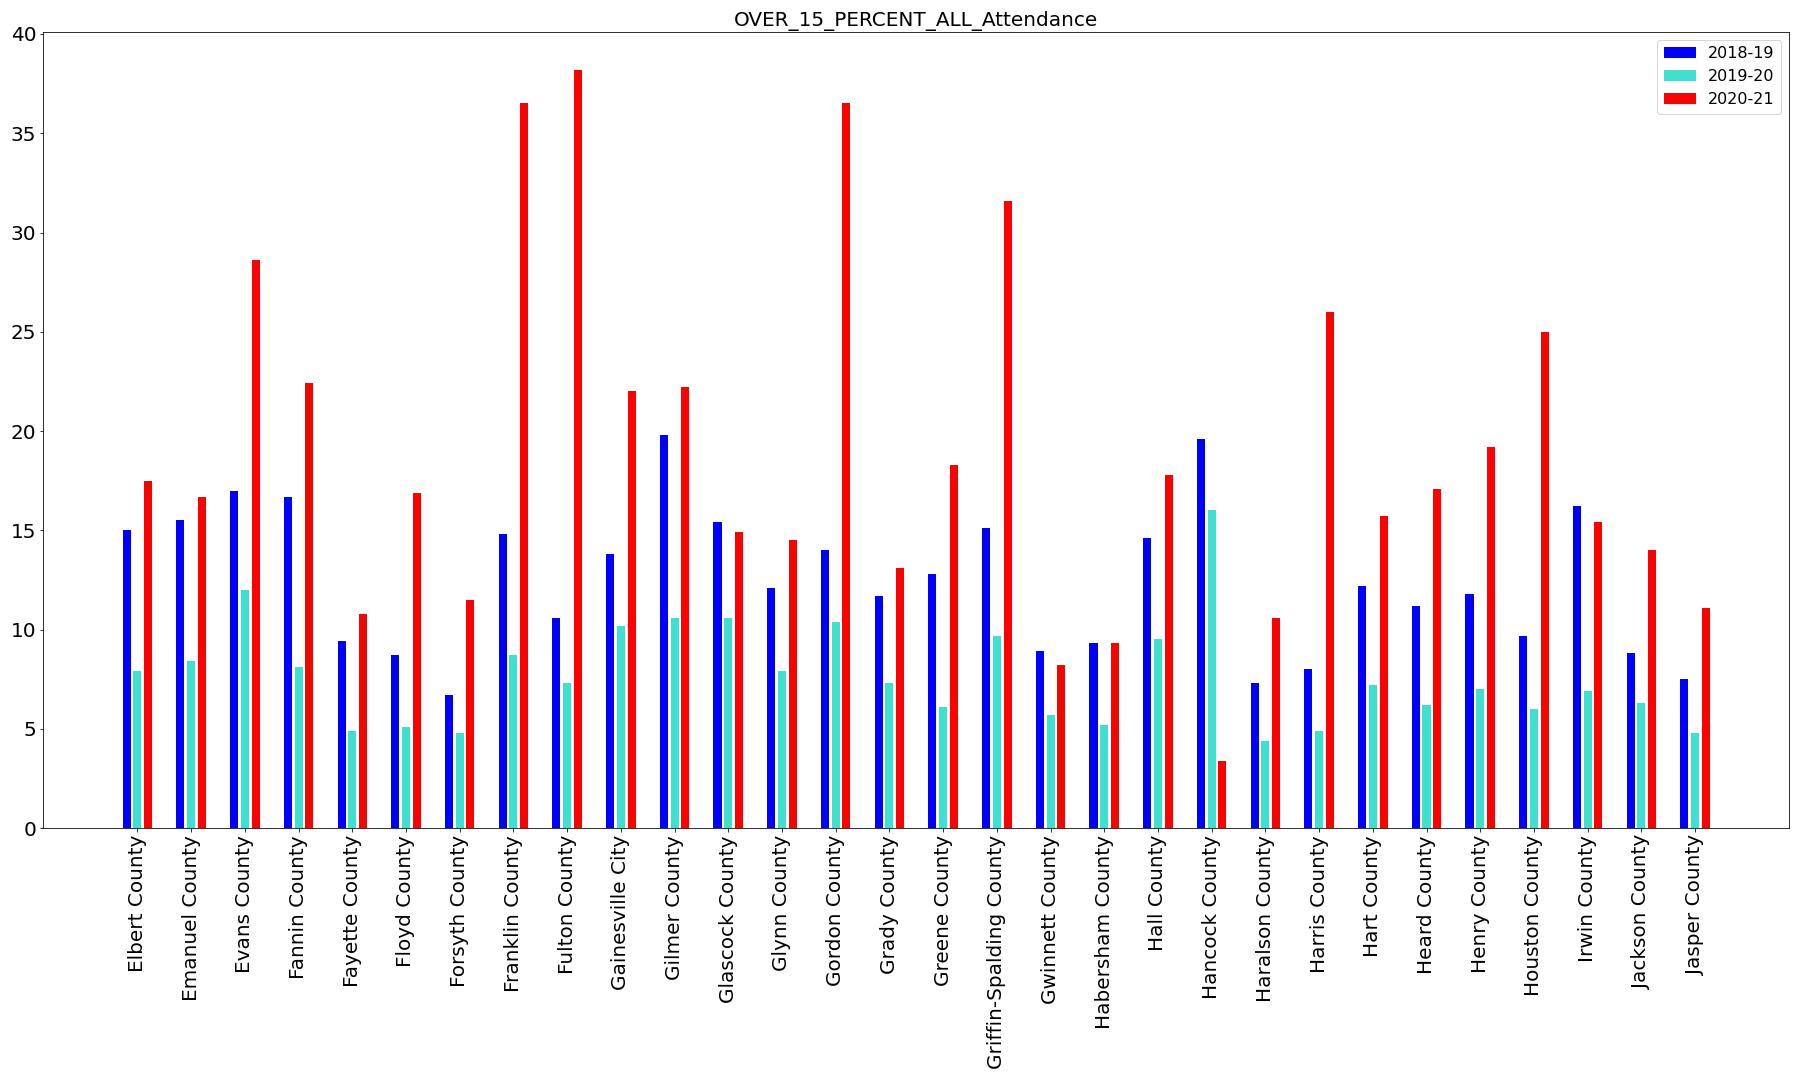 OVER_15_PERCENT_ALL_Attendance
40
35
30
25
20
15
10
5
0
2018-19
2019-20
2020-21
Elbert County
Emanuel County
Evans County
Fannin County
Fayette County
Floyd County
Forsyth County
Franklin County
Fulton County
Gainesville City
Gilmer County
Glascock County
Glynn County
Gordon County
Grady County
Greene County
Griffin-Spalding County
Gwinnett County
Habersham County
Hall County
Hancock County
Haralson County
Harris County
Hart County
Heard County
Henry County
Houston County
Irwin County
Jackson County
Jasper County